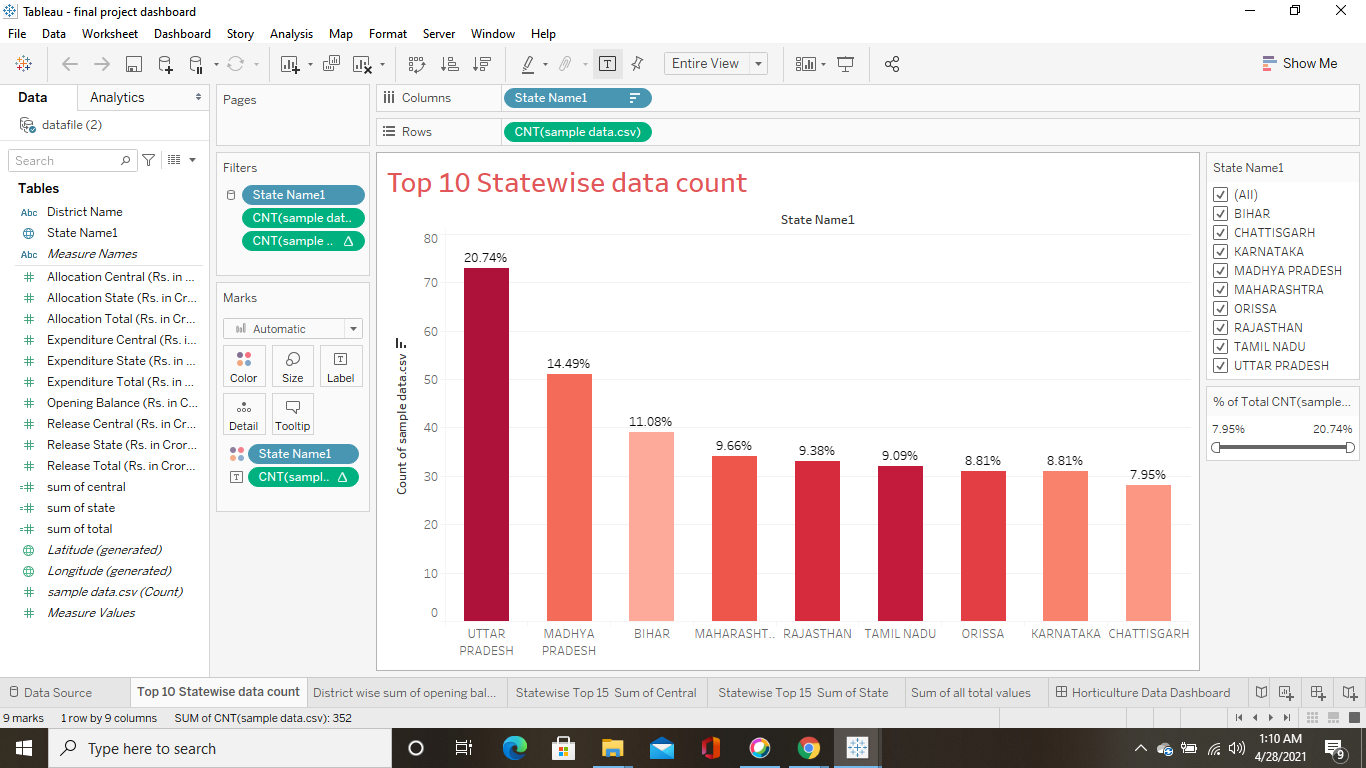 Tableau - final project dashboard
File Data Worksheet Dashboard Story Analysis Map Format Server Window Help
Entire View
Show Me
Data
Analytics
datafile (2)
Search
Tables
Abc District Name
State Name1
Abc Measure Names
Allocation Central (Rs. in ...
Allocation State (Rs. in Cr...
Allocation Total (Rs. in Cr...
Expenditure Central (Rs. i...
Expenditure State (Rs. in ...
Expenditure Total (Rs. in ...
Opening Balance (Rs. in C...
Release Central (Rs. in Cr...
Release State (Rs. in Cror...
Release Total (Rs. in Cror...
sum of central
sum of state
sum of total
Latitude (generated)
Longitude (generated)
sample data.csv (Count)
Measure Values
Pages
Filters
State Name1
CNT(sample dat..
CNT(sample ..
Marks
Automatic
Color
Size
Label
Detail
Tooltip
State Name1
CNT(sampl..
Columns
State Name1
Rows
CNT(sample data.csv)
Top 10 Statewise data count
State Name1
Count of sample data.csv
80
70
60
50
40
30
20
10
0
20.74%
14.49%
11.08%
9.66%
9.38%
9.09%
8.81%
8.81%
7.95%
UTTAR PRADESH
MADHYA PRADESH
BIHAR
MAHARASHT..
RAJASTHAN
TAMIL NADU
ORISSA
KARNATAKA
CHATTISGARH
State Name1
(All)
BIHAR
CHATTISGARH
KARNATAKA
MADHYA PRADESH
MAHARASHTRA
ORISSA
RAJASTHAN
TAMIL NADU
UTTAR PRADESH
% of Total CNT(sample...
7.95% 20.74%
Data Source
Top 10 Statewise data count
District wise sum of opening bal...
Statewise Top 15 Sum of Central
Statewise Top 15 Sum of State
Sum of all total values
Horticulture Data Dashboard
9 marks 1 row by 9 columns SUM of CNT(sample data.csv): 352
Type here to search
1:10 AM
4/28/2021
9